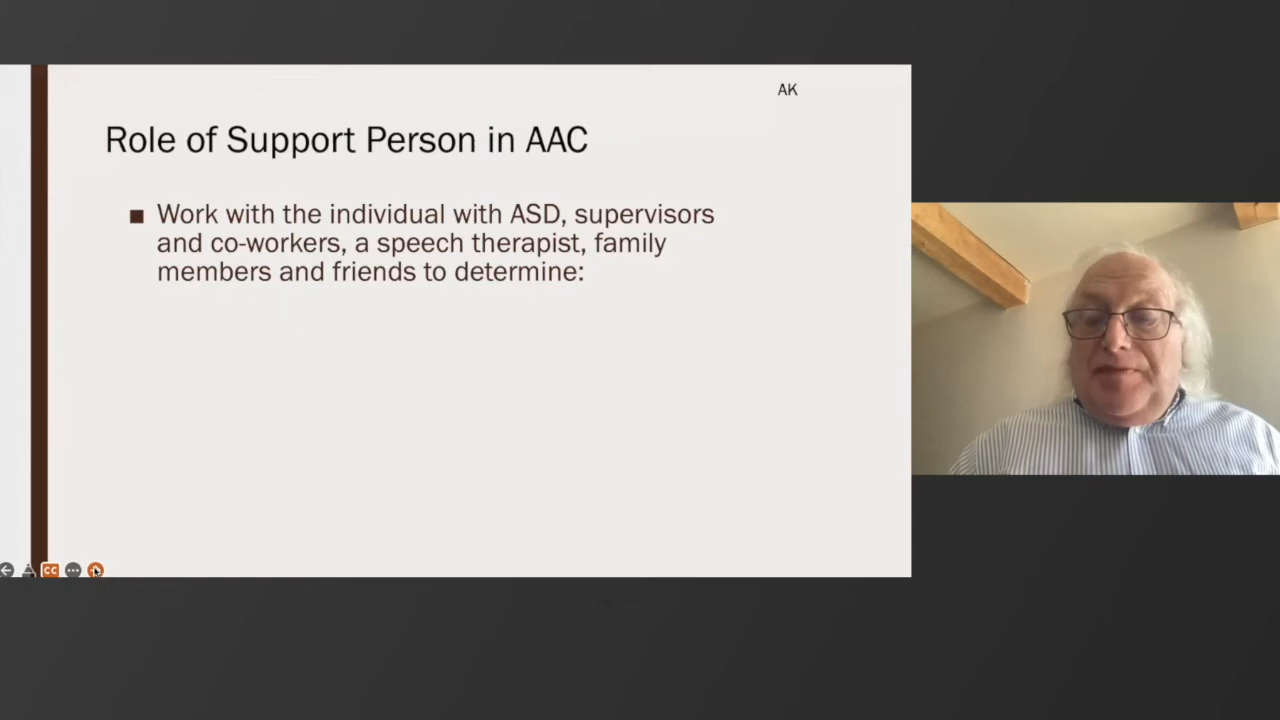 AK
Role of Support Person in AAC
Work with the individual with ASD, supervisors
and co-workers, a speech therapist, family
members and friends to determine:
CC